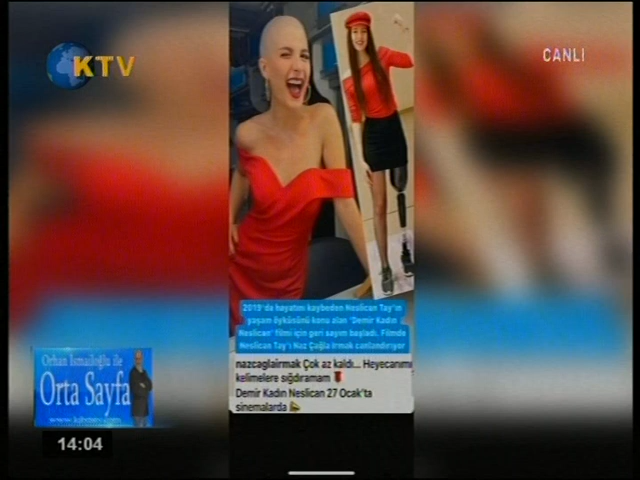 KTV
CANLI
2019'da hayatını kaybeden Neslican Tay'ın
yaşam öyküsünü konu alan 'Demir Kadın
Neslican' filmi için geri sayım başladı. Filmde
Neslican Tay'ı Naz Çağla Irmak canlandırıyor
nazcaglairmak Çok az kaldı... Heyecanımı
kelimelere sığdıramam
Demir Kadın Neslican 27 Ocak'ta
sinemalarda
Orhan İsmailoğlu ile
Orta Sayfa
14:04